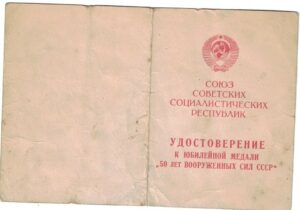 СОЮЗ
СОВЕТСКИХ
СОЦИАЛИСТИЧЕСКИХ
РЕСПУБЛИК
УДОСТОВЕРЕНИЕ
К ЮБИЛЕЙНОЙ МЕДАЛИ
„50 ЛЕТ ВООРУЖЕННЫХ СИЛ СССР“